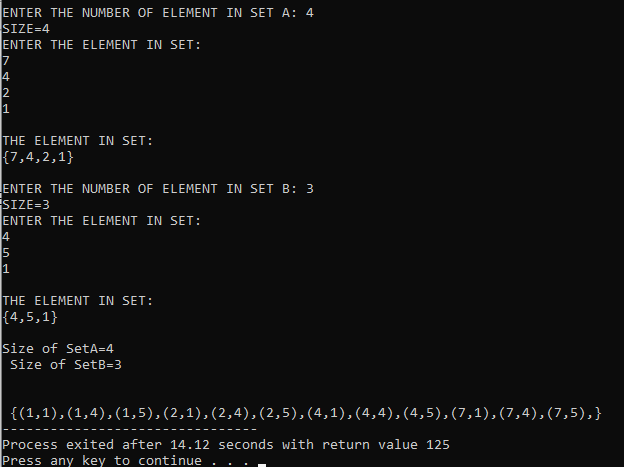 ENTER THE NUMBER OF ELEMENT IN SET A: 4
SIZE=4
ENTER THE ELEMENT IN SET:
7
4
2
1
THE ELEMENT IN SET:
{7,4,2,1}
ENTER THE NUMBER OF ELEMENT IN SET B: 3
SIZE=3
ENTER THE ELEMENT IN SET:
4
5
1
THE ELEMENT IN SET:
{4,5,1}
Size of SetA=4
Size of SetB=3
{(1,1),(1,4),(1,5),(2,1),(2,4),(2,5),(4,1),(4,4),(4,5),(7,1),(7,4),(7,5),}
--------------------------------
Process exited after 14.12 seconds with return value 125
Press any key to continue . . .